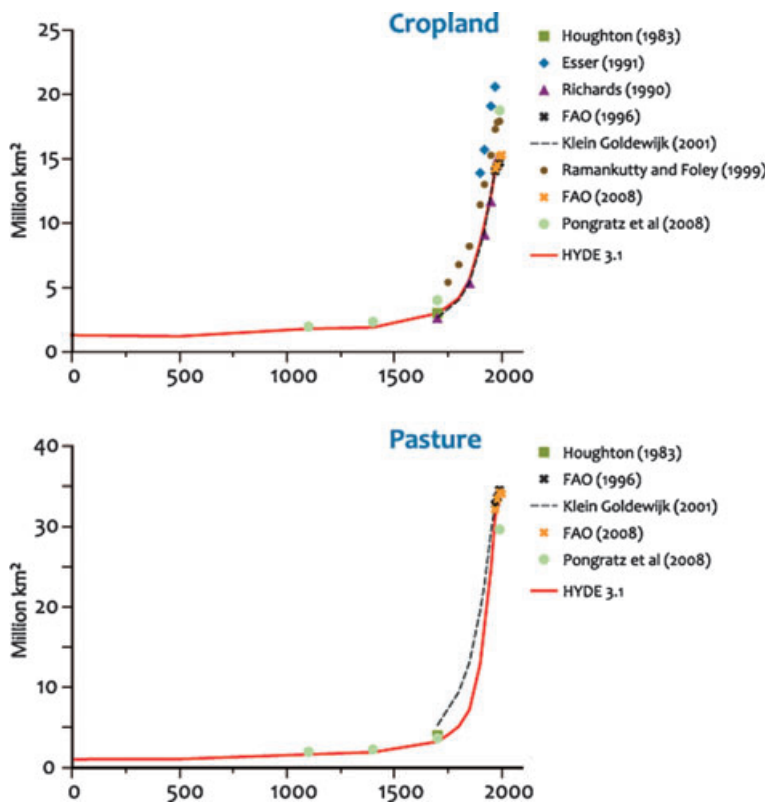 Cropland
25
20
15
10
5
0
Million km²
0 500 1000 1500 2000
Houghton (1983)
Esser (1991)
Richards (1990)
FAO (1996)
Klein Goldewijk (2001)
Ramankutty and Foley (1999)
FAO (2008)
Pongratz et al (2008)
HYDE 3.1
Pasture
40
30
20
10
0
Million km²
0 500 1000 1500 2000
Houghton (1983)
FAO (1996)
Klein Goldewijk (2001)
FAO (2008)
Pongratz et al (2008)
HYDE 3.1